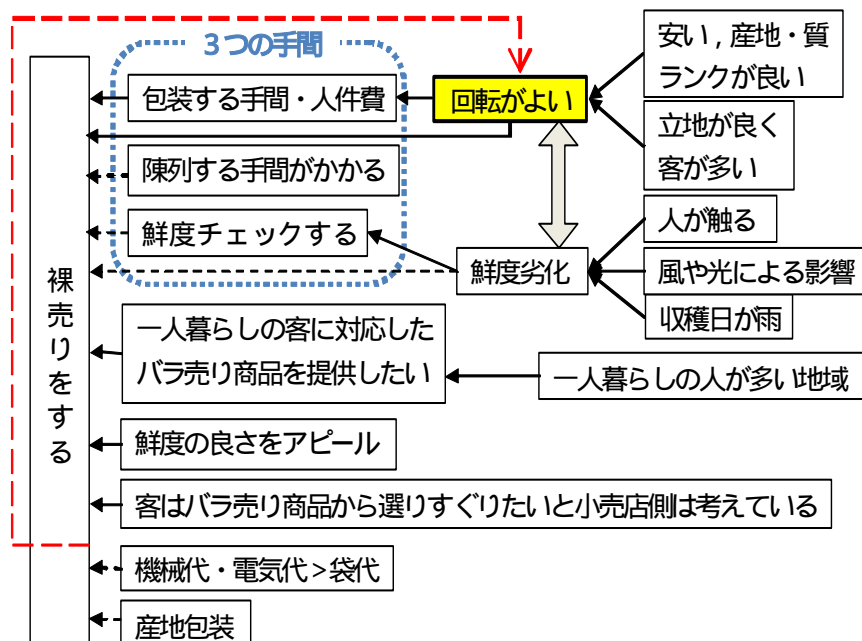 ３つの手間
安い，産地・質
ランクが良い
包装する手間・人件費
回転がよい
立地が良く
客が多い
陳列する手間がかかる
人が触る
鮮度チェックする
鮮度劣化
風や光による影響
収穫日が雨
裸売りをする
一人暮らしの客に対応した
バラ売り商品を提供したい
一人暮らしの人が多い地域
鮮度の良さをアピール
客はバラ売り商品から選りすぐりたいと小売店側は考えている
機械代・電気代＞袋代
産地包装